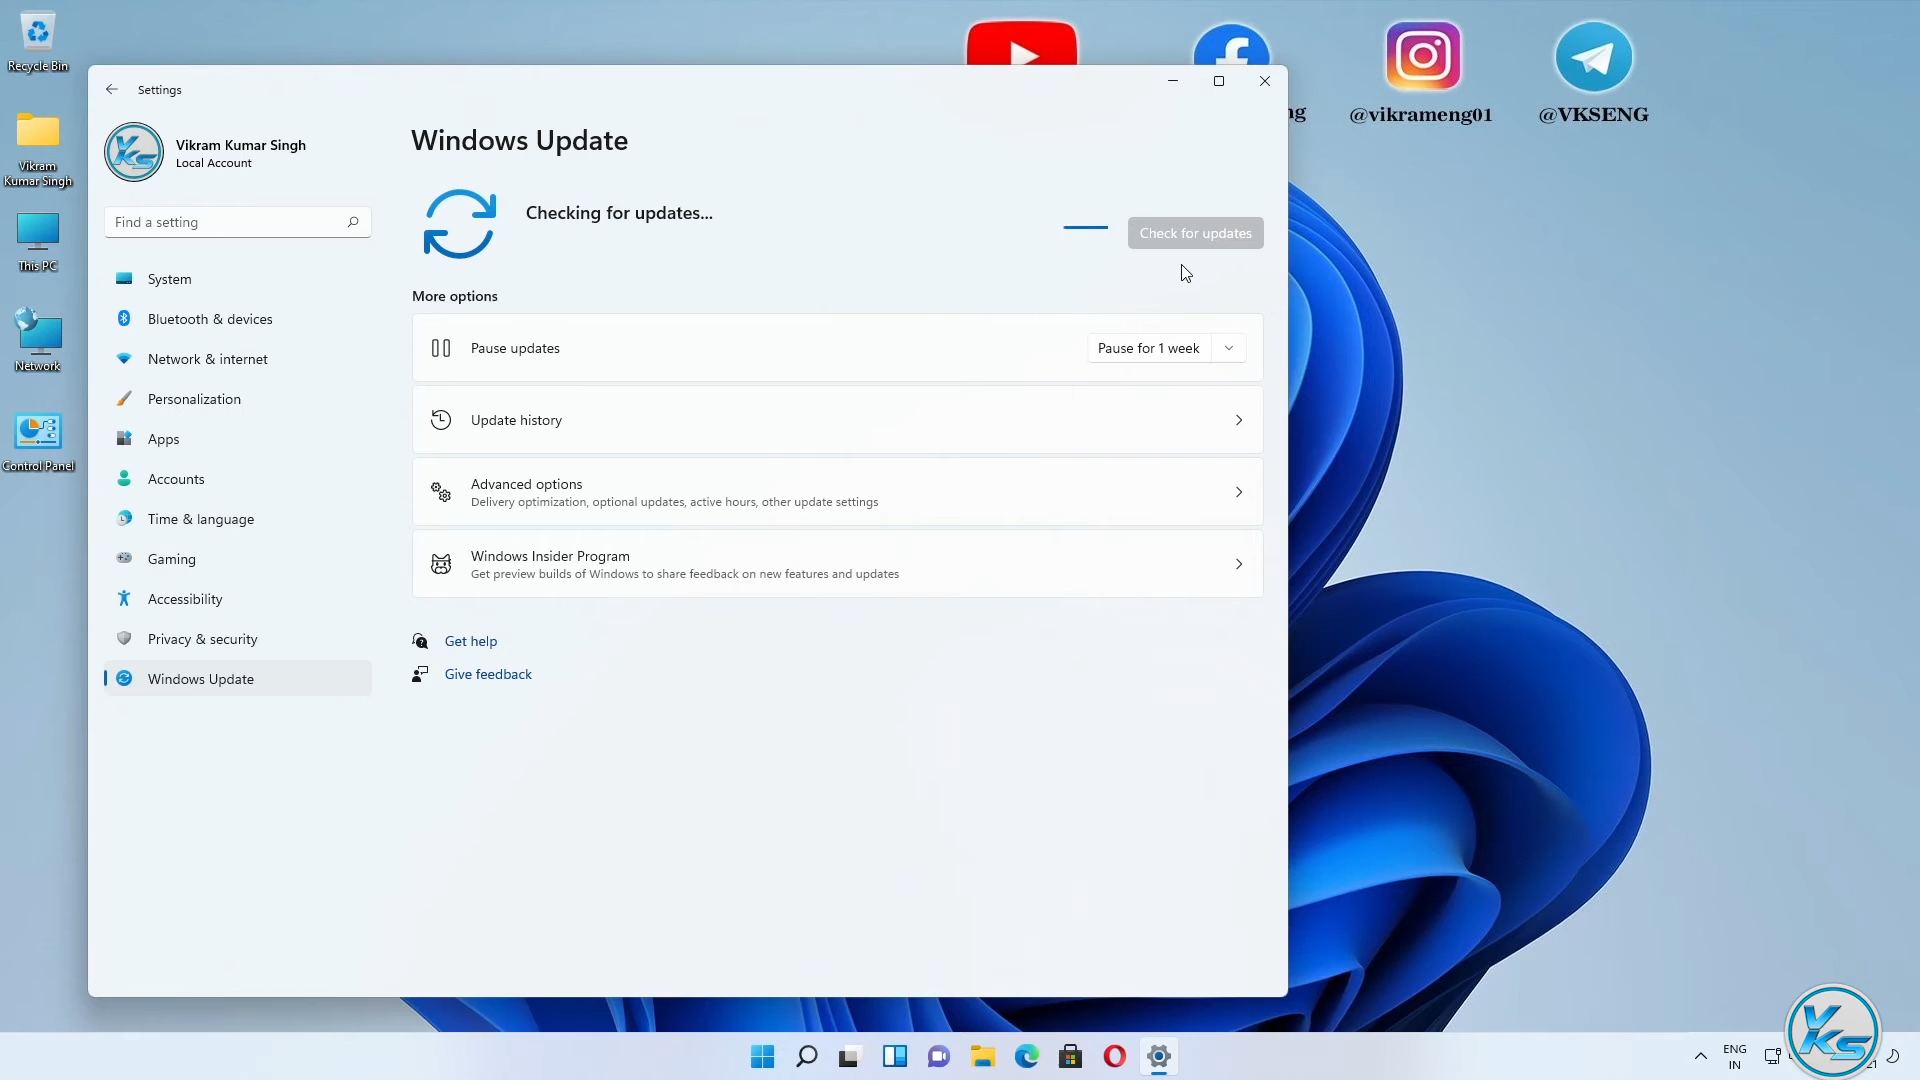 Recycle Bin
Vikram
Kumar Singh
This PC
Network
Control Panel
@vikrameng01
@VKSENG
Settings
Vikram Kumar Singh
Local Account
Find a setting
System
Bluetooth & devices
Network & internet
Personalization
Apps
Accounts
Time & language
Gaming
Accessibility
Privacy & security
Windows Update
Windows Update
Checking for updates...
Check for updates
More options
Pause updates
Pause for 1 week
Update history
Advanced options
Delivery optimization, optional updates, active hours, other update settings
Windows Insider Program
Get preview builds of Windows to share feedback on new features and updates
Get help
Give feedback
ENG
IN
VKS